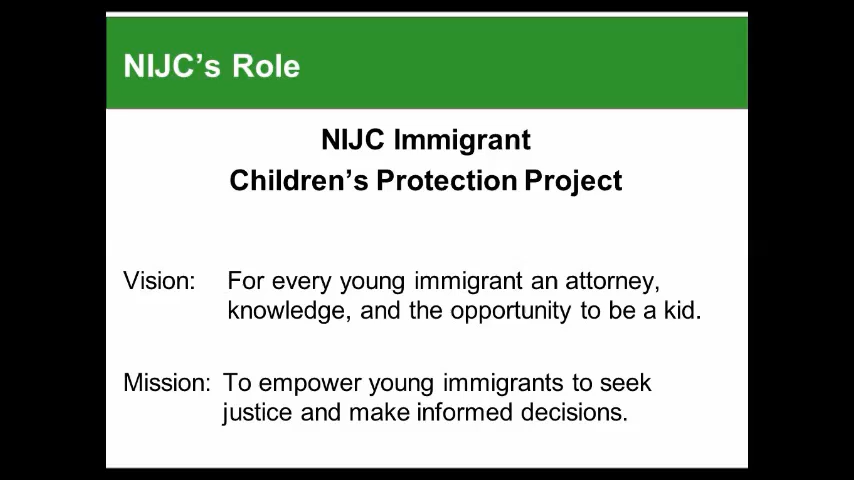 NIJC’s Role
NIJC Immigrant
Children’s Protection Project
Vision: For every young immigrant an attorney,
knowledge, and the opportunity to be a kid.
Mission: To empower young immigrants to seek
justice and make informed decisions.